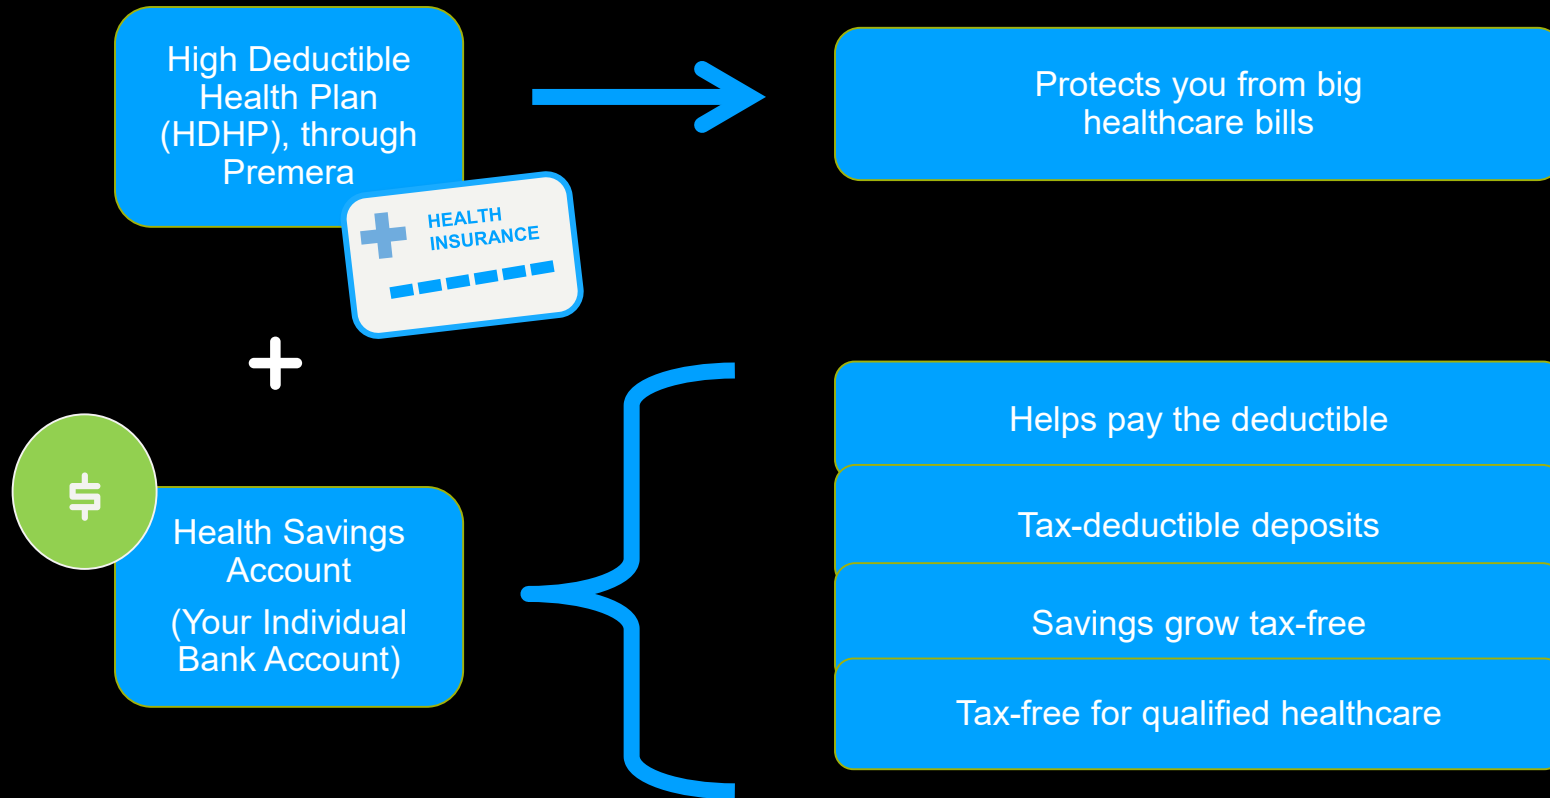 High Deductible
Health Plan
(HDHP), through
Premera
Protects you from big
healthcare bills
HEALTH
INSURANCE
Helps pay the deductible
$
Health Savings
Account
(Your Individual
Bank Account)
Tax-deductible deposits
Savings grow tax-free
Tax-free for qualified healthcare